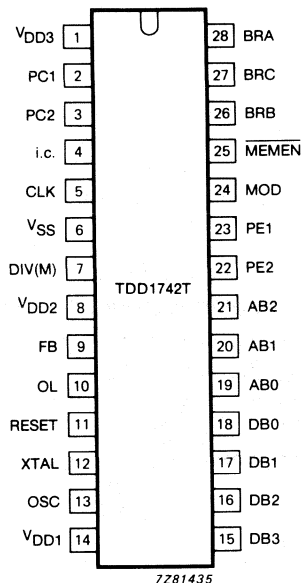 VDD3 1 28 BRA
PC1 2 27 BRC
PC2 3 26 BRB
i.c. 4 25 MEMEN
CLK 5 24 MOD
VSS 6 23 PE1
DIV(M) 7 22 PE2
TDD1742T
VDD2 8 21 AB2
FB 9 20 AB1
OL 10 19 AB0
RESET 11 18 DB0
XTAL 12 17 DB1
OSC 13 16 DB2
VDD1 14 15 DB3
7Z81435